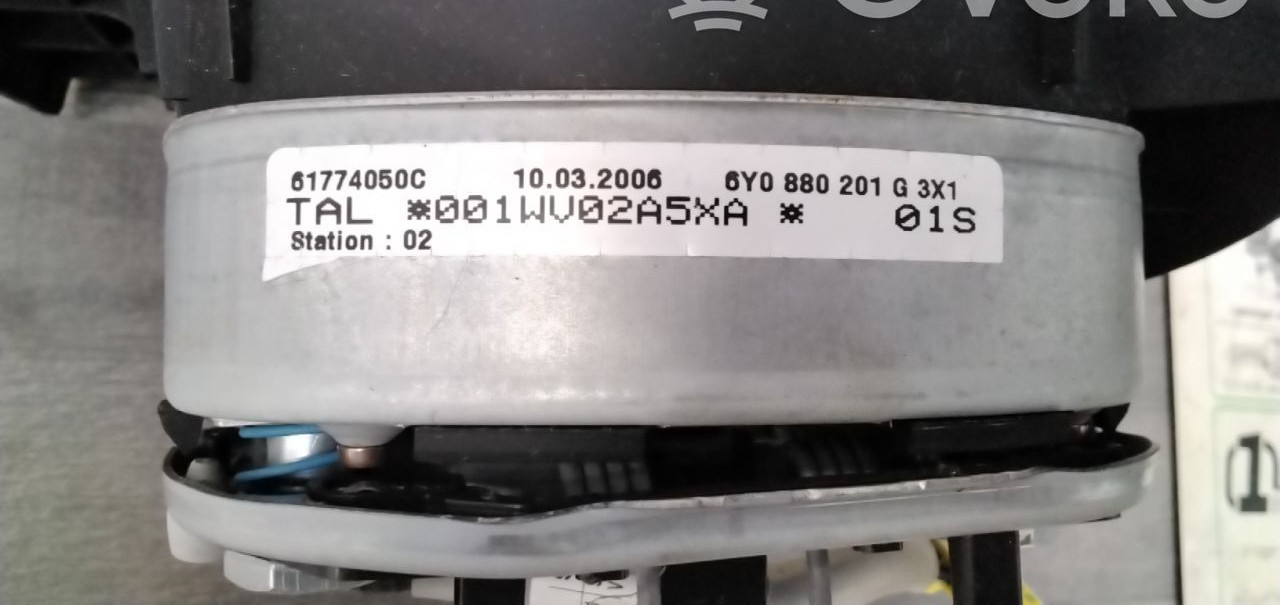 61774050C 10.03.2006 6Y0 880 201 G 3X1
TAL *001WV02A5XA * 01S
Station : 02